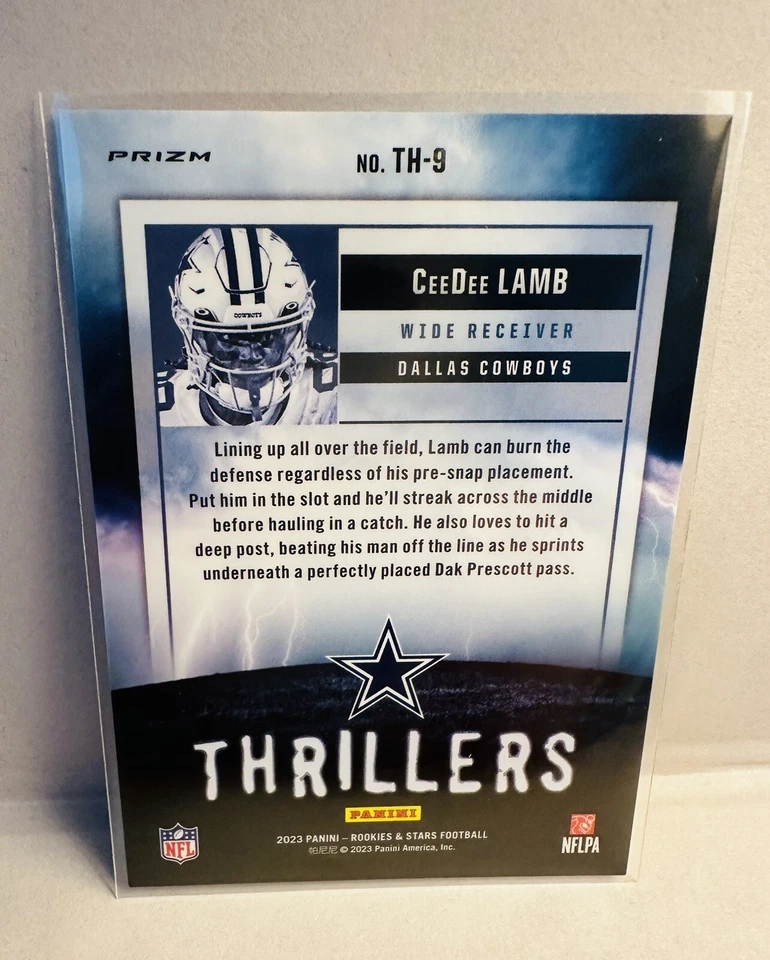 PRIZM
NO. TH-9
COWBOYS
CEEDEE LAMB
WIDE RECEIVER
DALLAS COWBOYS
Lining up all over the field, Lamb can burn the
defense regardless of his pre-snap placement.
Put him in the slot and he'll streak across the middle
before hauling in a catch. He also loves to hit a
deep post, beating his man off the line as he sprints
underneath a perfectly placed Dak Prescott pass.
THRILLERS
PANINI
2023 PANINI – ROOKIES & STARS FOOTBALL
帕尼尼 © 2023 Panini America, Inc.
NFL
NFLPA